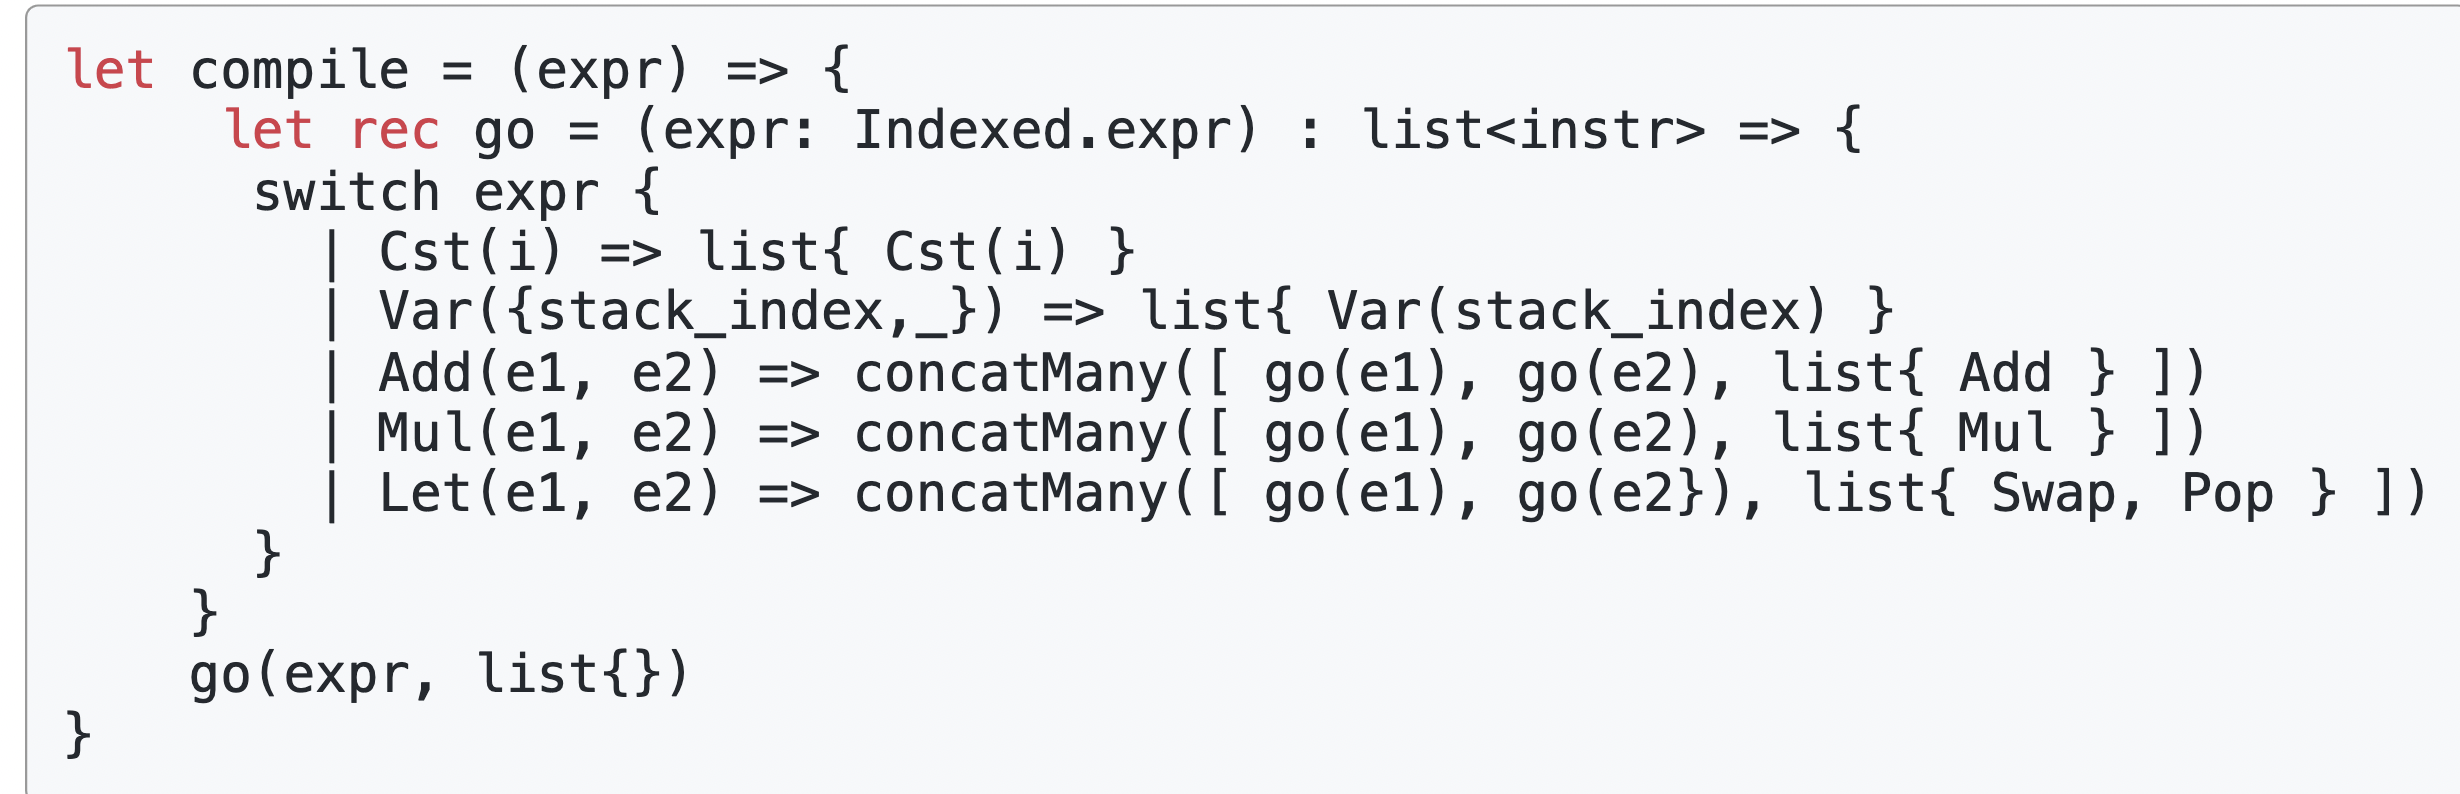 let compile = (expr) => {
     let rec go = (expr: Indexed.expr) : list<instr> => {
      switch expr {
        | Cst(i) => list{ Cst(i) }
        | Var({stack_index,_}) => list{ Var(stack_index) }
        | Add(e1, e2) => concatMany([ go(e1), go(e2), list{ Add } ])
        | Mul(e1, e2) => concatMany([ go(e1), go(e2), list{ Mul } ])
        | Let(e1, e2) => concatMany([ go(e1), go(e2}), list{ Swap, Pop } ])
      }
    }
    go(expr, list{})
}